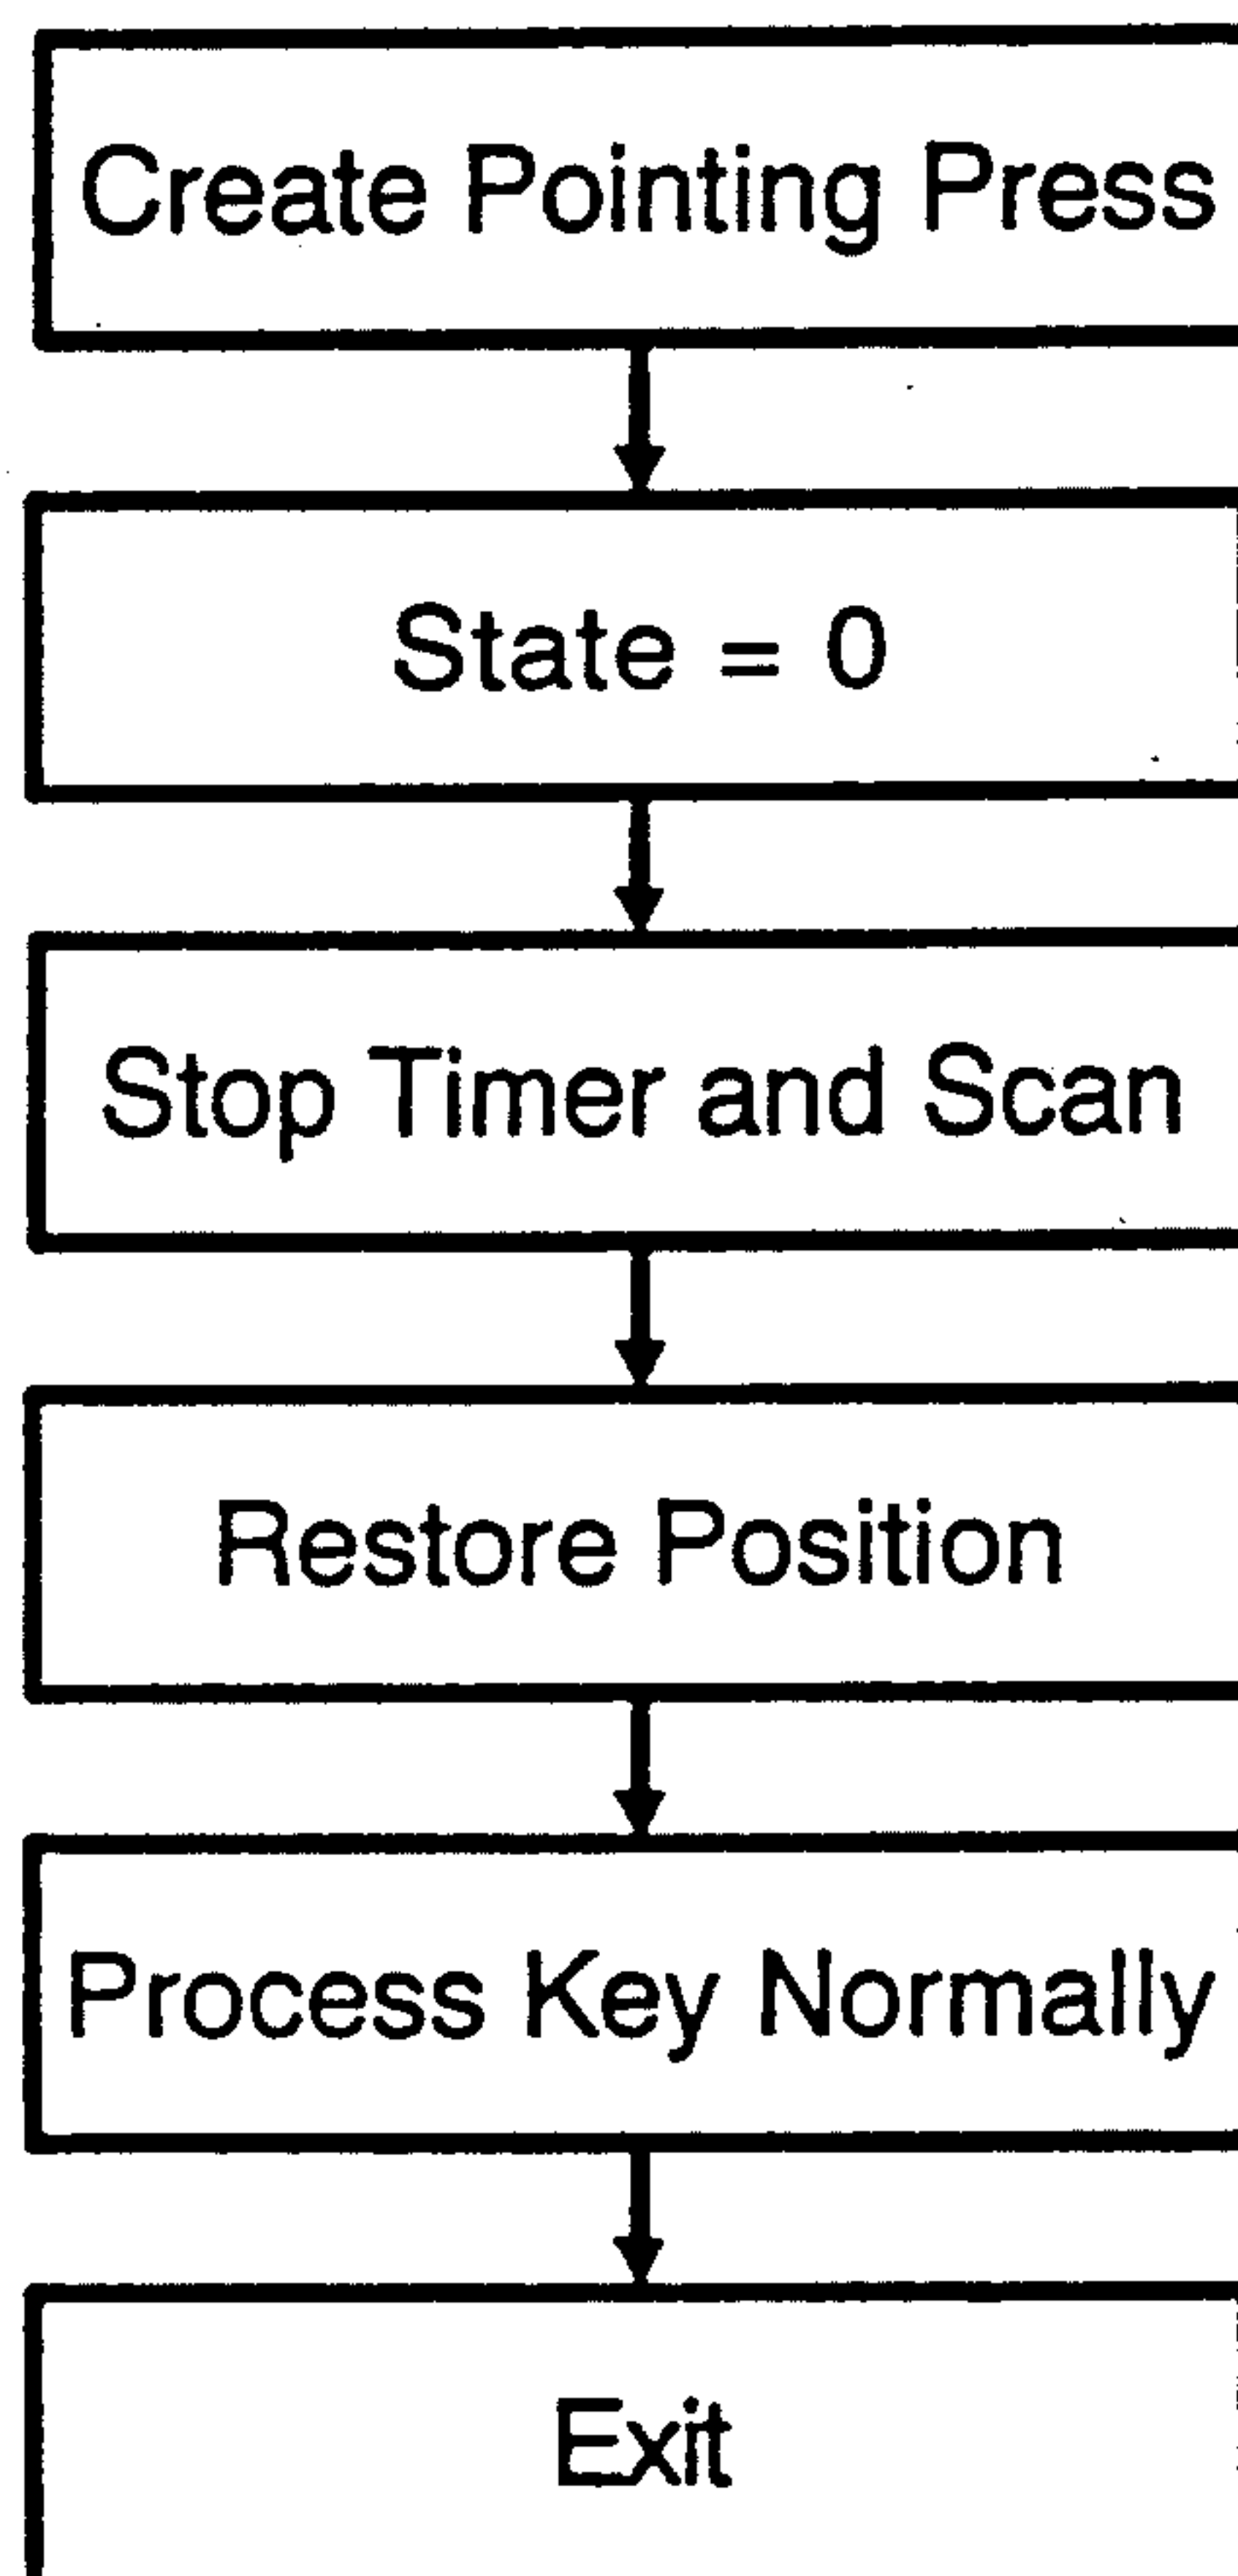 Create Pointing Press
State = 0
Stop Timer and Scan
Restore Position
Process Key Normally
Exit